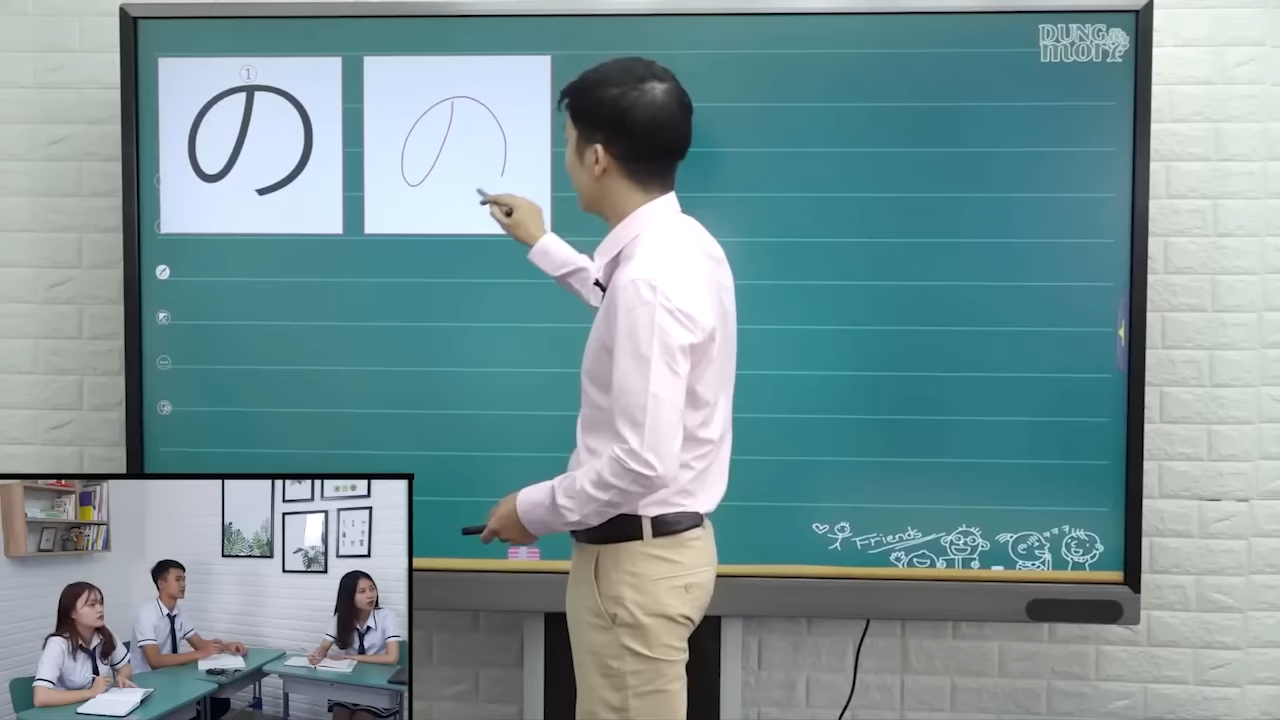 DUNG
mori
①
の
の
Friends